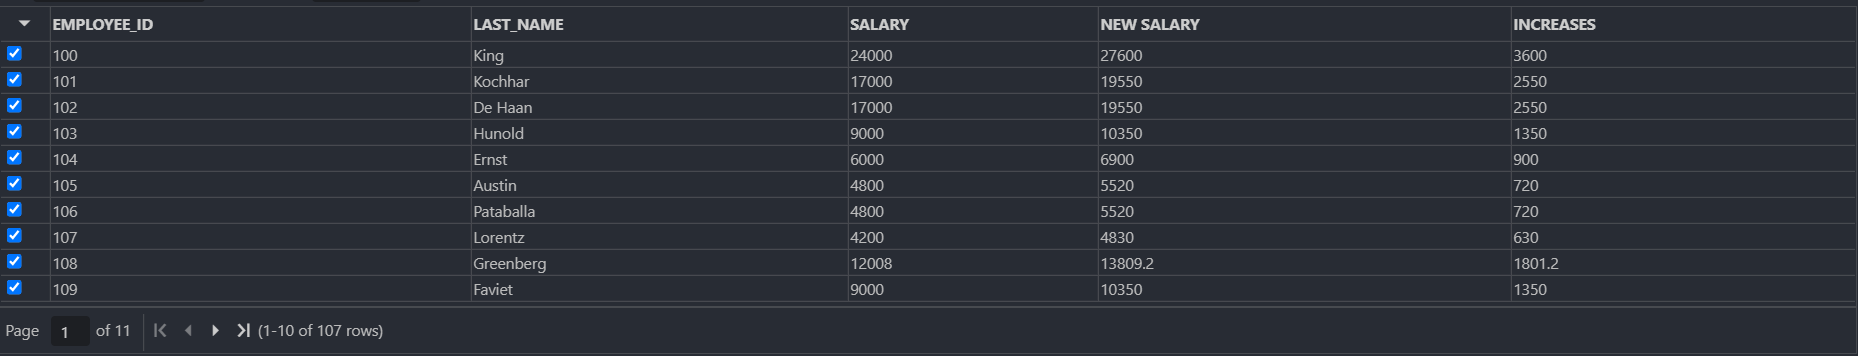 EMPLOYEE_ID LAST_NAME SALARY NEW SALARY INCREASES
100 King 24000 27600 3600
101 Kochhar 17000 19550 2550
102 De Haan 17000 19550 2550
103 Hunold 9000 10350 1350
104 Ernst 6000 6900 900
105 Austin 4800 5520 720
106 Pataballa 4800 5520 720
107 Lorentz 4200 4830 630
108 Greenberg 12008 13809.2 1801.2
109 Faviet 9000 10350 1350
Page 1 of 11 (1-10 of 107 rows)